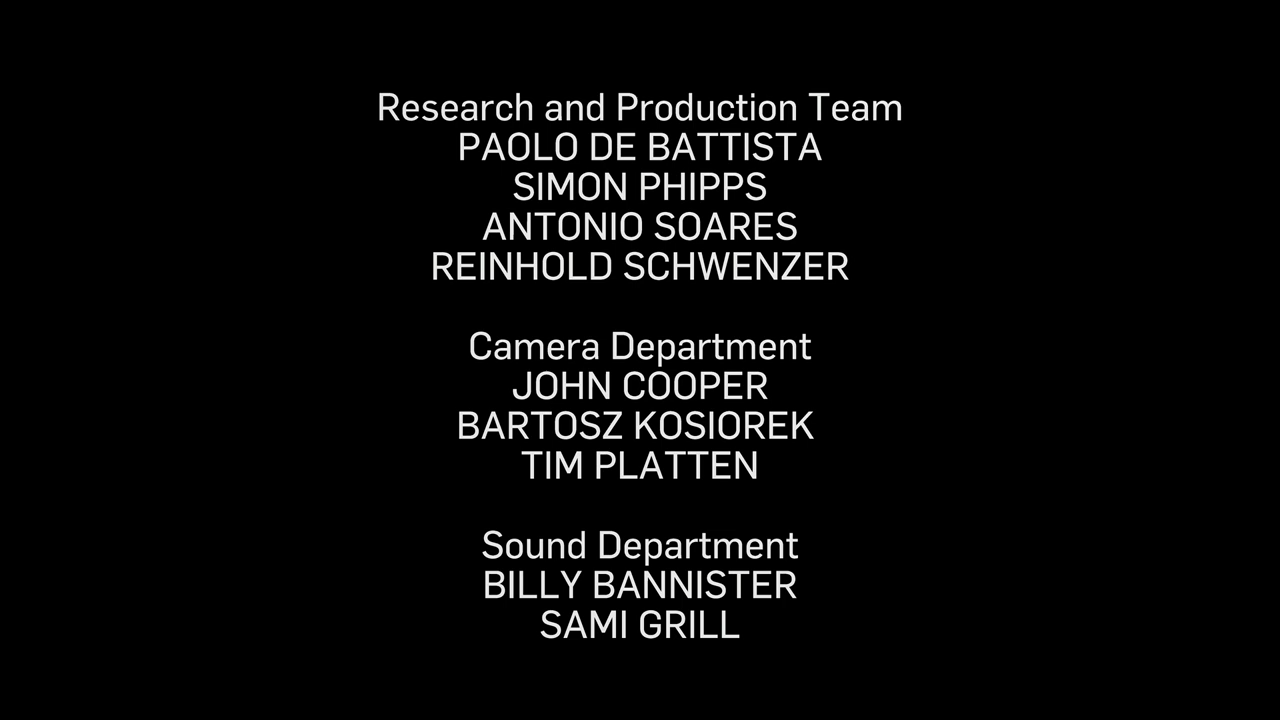 Research and Production Team
PAOLO DE BATTISTA
SIMON PHIPPS
ANTONIO SOARES
REINHOLD SCHWENZER
Camera Department
JOHN COOPER
BARTOSZ KOSIOREK
TIM PLATTEN
Sound Department
BILLY BANNISTER
SAMI GRILL